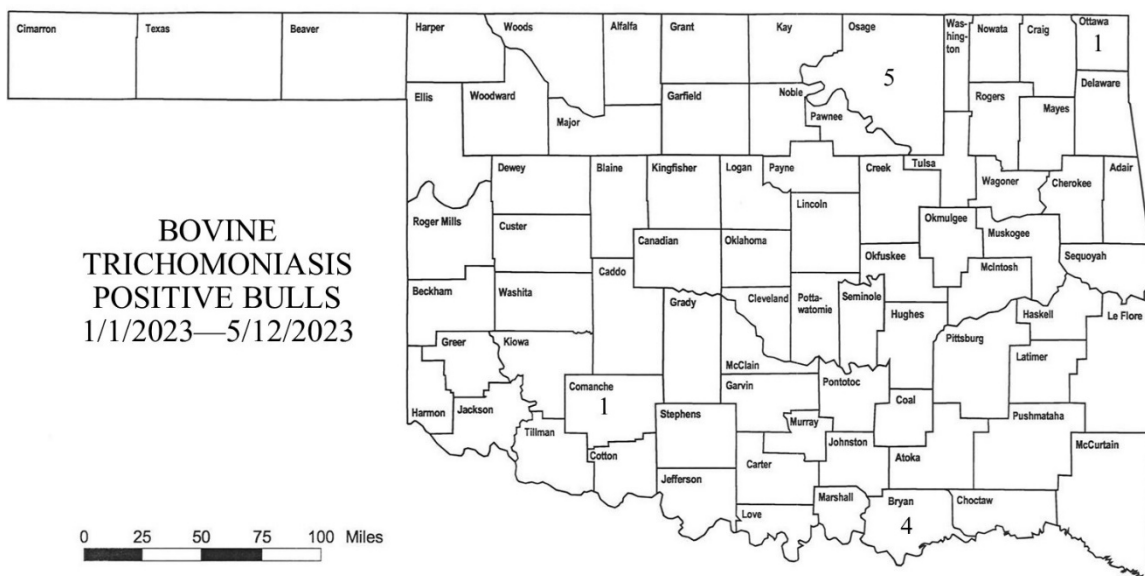 Cimarron
Texas
Beaver
Harper
Woods
Alfalfa
Grant
Kay
Osage
Wash-
ington
Nowata
Craig
Ottawa
1
5
Ellis
Woodward
Major
Garfield
Noble
Pawnee
Rogers
Mayes
Delaware
Dewey
Blaine
Kingfisher
Logan
Payne
Creek
Tulsa
Wagoner
Cherokee
Adair
Lincoln
Roger Mills
Custer
Canadian
Oklahoma
Okmulgee
Muskogee
Okfuskee
McIntosh
Sequoyah
BOVINE
TRICHOMONIASIS
POSITIVE BULLS
1/1/2023—5/12/2023
Beckham
Washita
Caddo
Grady
Cleveland
Potta-
watomie
Seminole
Hughes
Pittsburg
Haskell
Le Flore
Greer
Kiowa
McClain
Latimer
Harmon
Jackson
Comanche
1
Garvin
Pontotoc
Coal
Pushmataha
Tillman
Stephens
Murray
Johnston
Atoka
McCurtain
Cotton
Carter
Jefferson
Love
Marshall
Bryan
4
Choctaw
0 25 50 75 100 Miles